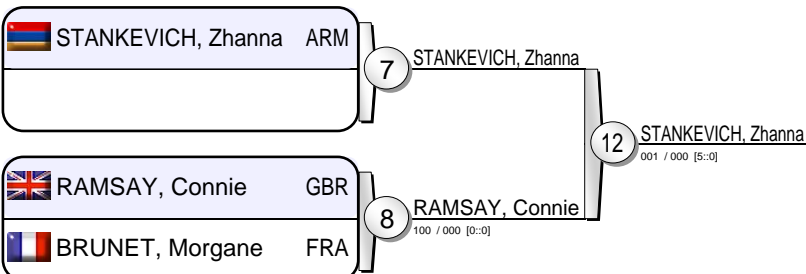 STANKEVICH, Zhanna ARM
7
STANKEVICH, Zhanna
12
STANKEVICH, Zhanna
001 / 000 [5::0]
RAMSAY, Connie GBR
8
RAMSAY, Connie
100 / 000 [0::0]
BRUNET, Morgane FRA